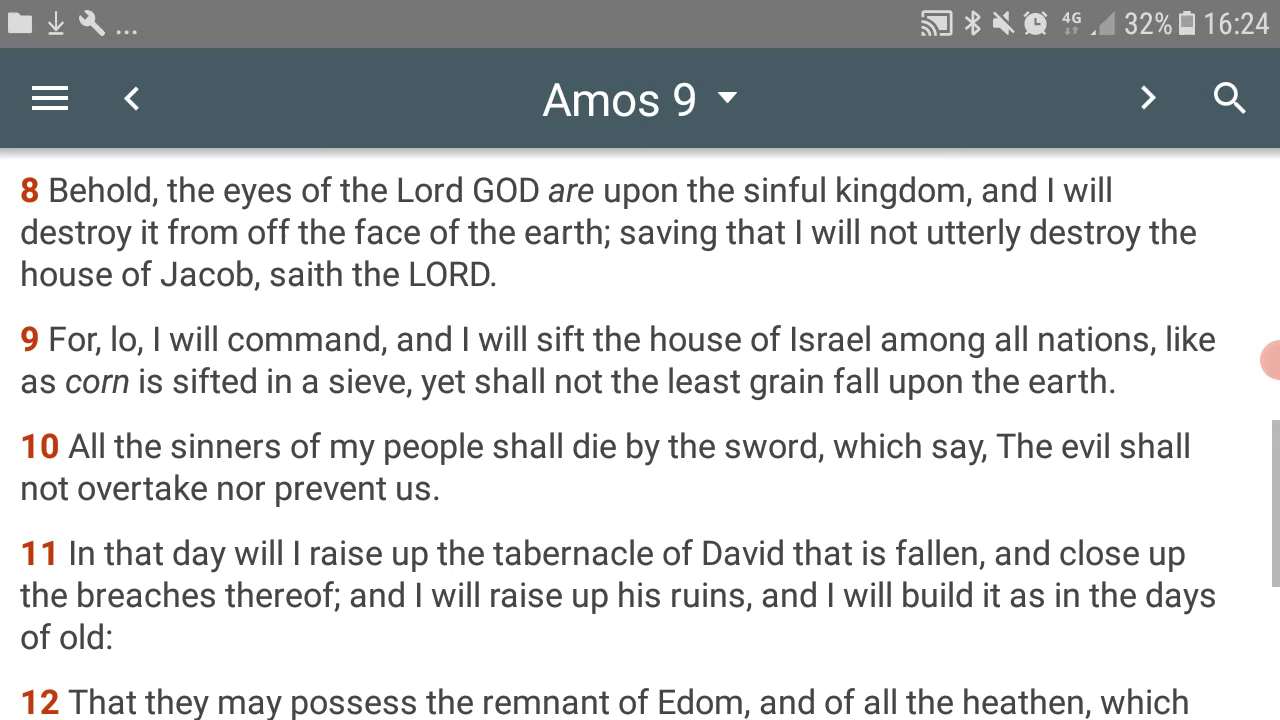 ... 4G 32% 16:24
Amos 9
8 Behold, the eyes of the Lord GOD are upon the sinful kingdom, and I will
destroy it from off the face of the earth; saving that I will not utterly destroy the
house of Jacob, saith the LORD.
9 For, lo, I will command, and I will sift the house of Israel among all nations, like
as corn is sifted in a sieve, yet shall not the least grain fall upon the earth.
10 All the sinners of my people shall die by the sword, which say, The evil shall
not overtake nor prevent us.
11 In that day will I raise up the tabernacle of David that is fallen, and close up
the breaches thereof; and I will raise up his ruins, and I will build it as in the days
of old:
12 That they may possess the remnant of Edom, and of all the heathen, which